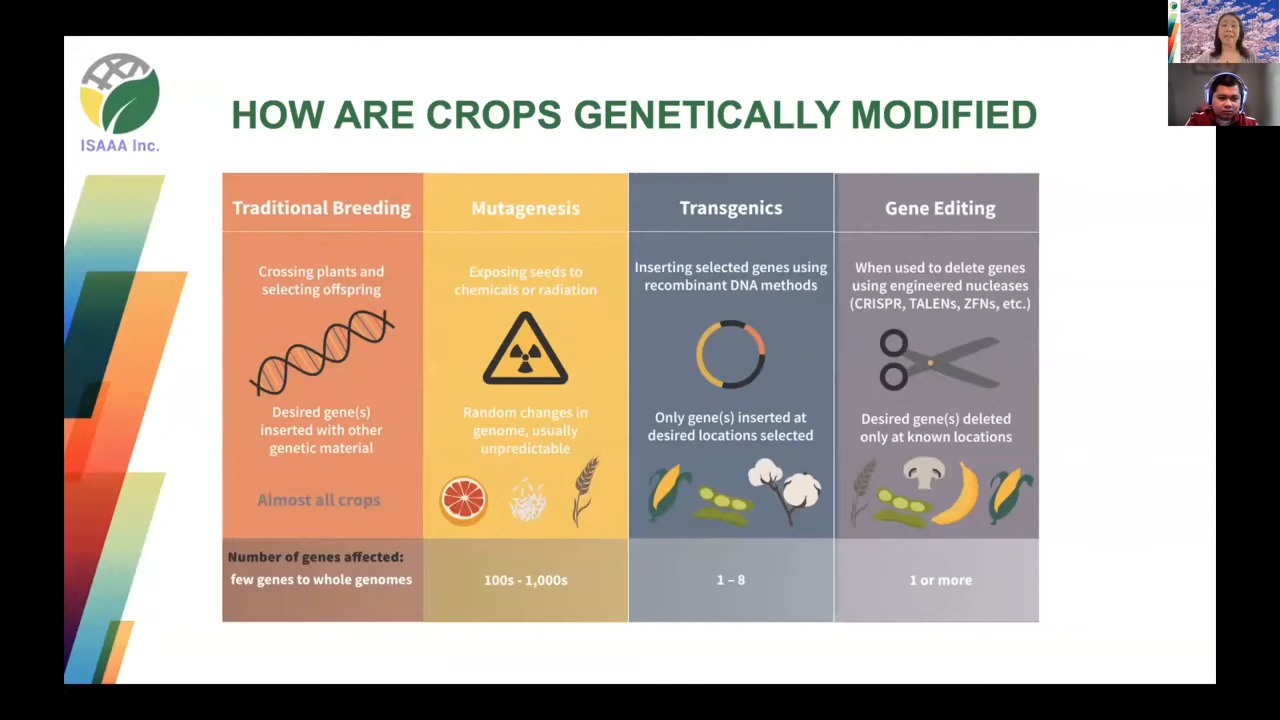 ISAAA Inc.
HOW ARE CROPS GENETICALLY MODIFIED
Traditional Breeding
Crossing plants and
selecting offspring
Desired gene(s)
inserted with other
genetic material
Almost all crops
Number of genes affected:
few genes to whole genomes
Mutagenesis
Exposing seeds to
chemicals or radiation
Random changes in
genome, usually
unpredictable
100s - 1,000s
Transgenics
Inserting selected genes using
recombinant DNA methods
Only gene(s) inserted at
desired locations selected
1 – 8
Gene Editing
When used to delete genes
using engineered nucleases
(CRISPR, TALENs, ZFNs, etc.)
Desired gene(s) deleted
only at known locations
1 or more